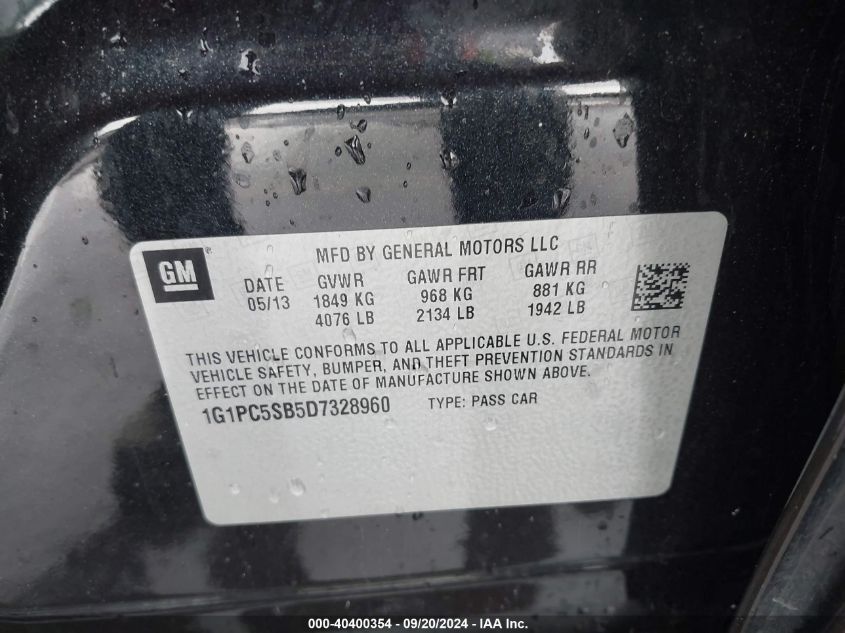 GM
MFD BY GENERAL MOTORS LLC
DATE GVWR GAWR FRT GAWR RR
05/13 1849 KG 968 KG 881 KG
4076 LB 2134 LB 1942 LB
THIS VEHICLE CONFORMS TO ALL APPLICABLE U.S. FEDERAL MOTOR
VEHICLE SAFETY, BUMPER, AND THEFT PREVENTION STANDARDS IN
EFFECT ON THE DATE OF MANUFACTURE SHOWN ABOVE.
1G1PC5SB5D7328960 TYPE: PASS CAR
000-40400354 - 09/20/2024 - IAA Inc.